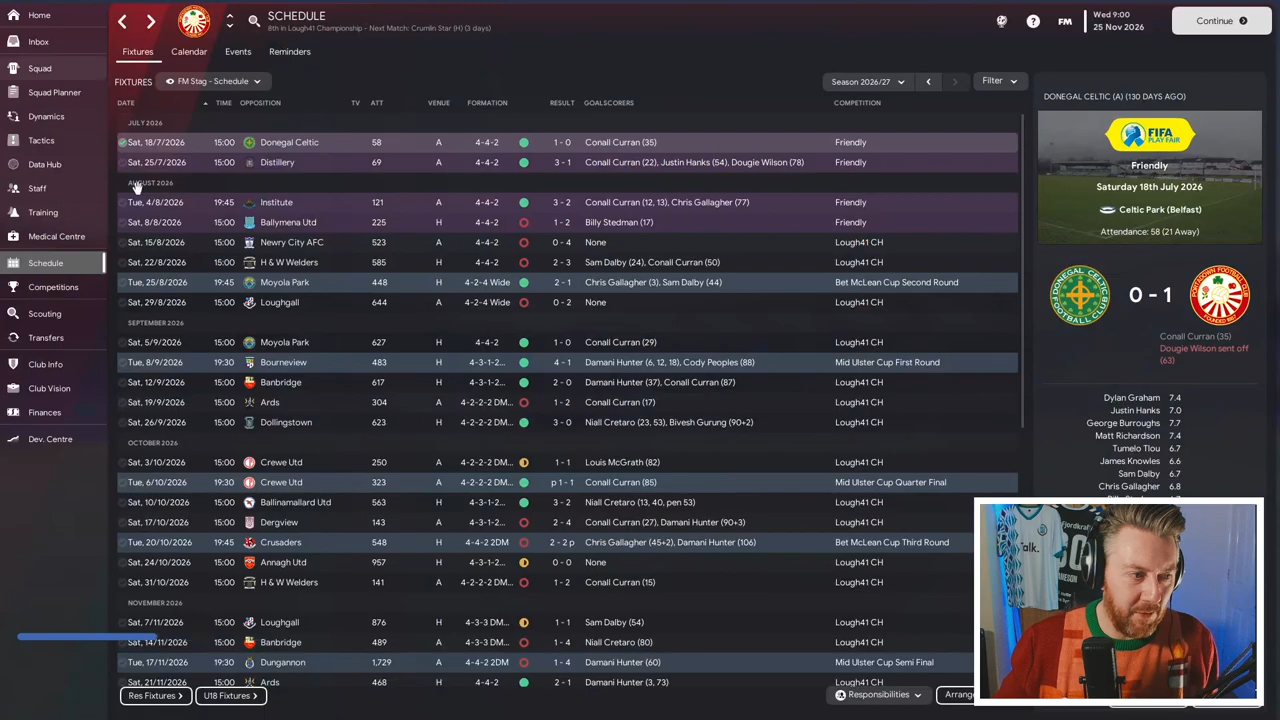 Home
Inbox
Squad
Squad Planner
Dynamics
Tactics
Data Hub
Staff
Training
Medical Centre
Schedule
Competitions
Scouting
Transfers
Club Info
Club Vision
Finances
Dev. Centre
SCHEDULE
8th In Lough41 Championship - Next Match: Crumlin Star (H) (3 days)
FM
Wed 9:00
25 Nov 2026
Continue
Fixtures Calendar Events Reminders
FIXTURES FM Stag - Schedule Season 2026/27 Filter
DATE TIME OPPOSITION TV ATT VENUE FORMATION RESULT GOALSCORERS COMPETITION
JULY 2026
Sat, 18/7/2026 15:00 Donegal Celtic 58 A 4-4-2 1 - 0 Conall Curran (35) Friendly
Sat, 25/7/2026 15:00 Distillery 69 A 4-4-2 3 - 1 Conall Curran (22), Justin Hanks (54), Dougie Wilson (78) Friendly
AUGUST 2026
Tue, 4/8/2026 19:45 Institute 121 A 4-4-2 3 - 2 Conall Curran (12, 13), Chris Gallagher (77) Friendly
Sat, 8/8/2026 15:00 Ballymena Utd 225 H 4-4-2 1 - 2 Billy Stedman (17) Friendly
Sat, 15/8/2026 15:00 Newry City AFC 523 A 4-4-2 0 - 4 None Lough41 CH
Sat, 22/8/2026 15:00 H & W Welders 585 H 4-4-2 2 - 3 Sam Dalby (24), Conall Curran (50) Lough41 CH
Tue, 25/8/2026 19:45 Moyola Park 448 H 4-2-4 Wide 2 - 1 Chris Gallagher (3), Sam Dalby (44) Bet McLean Cup Second Round
Sat, 29/8/2026 15:00 Loughgall 644 A 4-2-4 Wide 0 - 2 None Lough41 CH
SEPTEMBER 2026
Sat, 5/9/2026 15:00 Moyola Park 627 H 4-4-2 1 - 0 Conall Curran (29) Lough41 CH
Tue, 8/9/2026 19:30 Bourneview 483 H 4-3-1-2... 4 - 1 Damani Hunter (6, 12, 18), Cody Peoples (88) Mid Ulster Cup First Round
Sat, 12/9/2026 15:00 Banbridge 617 H 4-3-1-2... 2 - 0 Damani Hunter (37), Conall Curran (87) Lough41 CH
Sat, 19/9/2026 15:00 Ards 304 A 4-2-2-2 DM... 1 - 2 Conall Curran (17) Lough41 CH
Sat, 26/9/2026 15:00 Dollingstown 623 H 4-2-2-2 DM... 3 - 0 Niall Cretaro (23, 53), Bivesh Gurung (90+2) Lough41 CH
OCTOBER 2026
Sat, 3/10/2026 15:00 Crewe Utd 250 A 4-2-2-2 DM... 1 - 1 Louis McGrath (82) Lough41 CH
Tue, 6/10/2026 19:30 Crewe Utd 323 A 4-2-2-2 DM... p 1 - 1 Conall Curran (85) Mid Ulster Cup Quarter Final
Sat, 10/10/2026 15:00 Ballinamallard Utd 563 H 4-2-2-2 DM... 3 - 2 Niall Cretaro (13, 40, pen 53) Lough41 CH
Sat, 17/10/2026 15:00 Dergview 143 A 4-3-1-2... 2 - 4 Conall Curran (27), Damani Hunter (90+3) Lough41 CH
Tue, 20/10/2026 19:45 Crusaders 548 H 4-4-2 2DM 2 - 2 p Chris Gallagher (45+2), Damani Hunter (106) Bet McLean Cup Third Round
Sat, 24/10/2026 15:00 Annagh Utd 957 H 4-3-1-2... 0 - 0 None Lough41 CH
Sat, 31/10/2026 15:00 H & W Welders 141 A 4-2-2-2 DM... 1 - 2 Conall Curran (15) Lough41 CH
NOVEMBER 2026
Sat, 7/11/2026 15:00 Loughgall 876 H 4-3-3 DM... 1 - 1 Sam Dalby (54) Lough41 CH
Sat, 14/11/2026 15:00 Banbridge 489 A 4-3-3 DM... 1 - 4 Niall Cretaro (80) Lough41 CH
Tue, 17/11/2026 19:30 Dungannon 1,729 A 4-4-2 2DM 1 - 4 Damani Hunter (60) Mid Ulster Cup Semi Final
Sat, 21/11/2026 15:00 Ards 468 H 4-2-2-2 DM... 2 - 1 Damani Hunter (3, 73) Lough41 CH
Res Fixtures U18 Fixtures Responsibilities Arrange
DONEGAL CELTIC (A) (130 DAYS AGO)
FIFA
PLAY FAIR
Friendly
Saturday 18th July 2026
Celtic Park (Belfast)
Attendance: 58 (21 Away)
0 - 1
Conall Curran (35)
Dougie Wilson sent off
(63)
Dylan Graham 7.4
Justin Hanks 7.0
George Burroughs 7.7
Matt Richardson 7.4
Tumelo Tlou 6.7
James Knowles 6.6
Sam Dalby 6.7
Chris Gallagher 6.8
Talk.